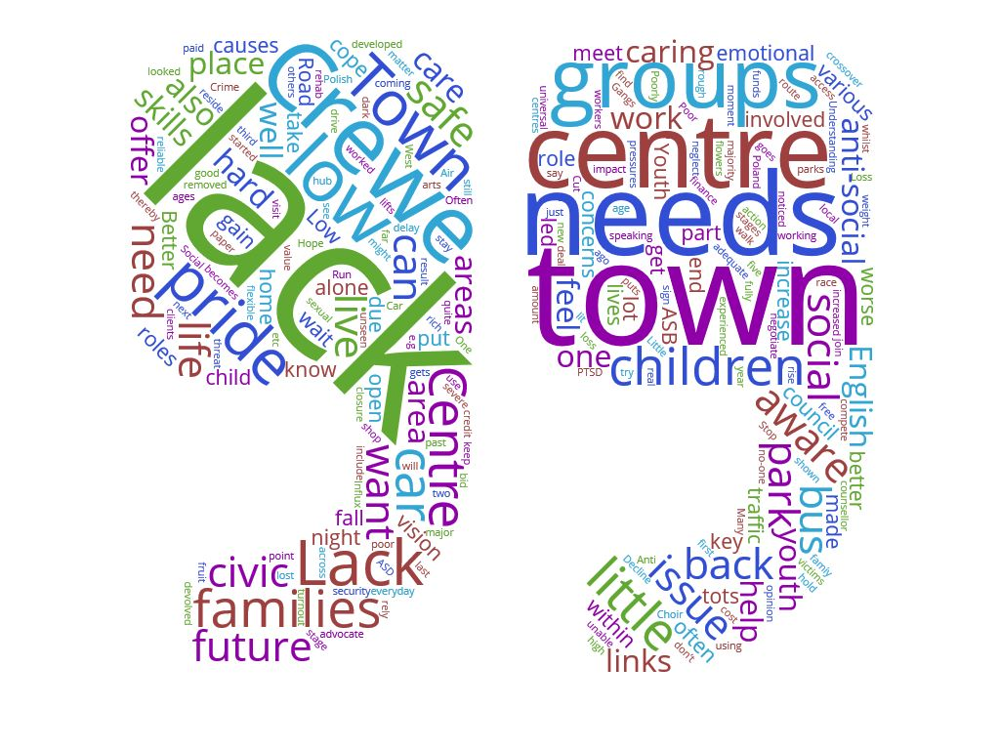 paid
causes
cope
developed
matter
care
looked
place
Road
rehab
others
Polish
coming
Town
safe
Crime
also
skills
reside
Crewe
lack
well
take
drive
dark
low
worked
West
Air
still
arts
Often
offer
reliable
third
started
good
removed
hard
hub
ages
visit
see
lifts
thereby
gain
paper
Low
stay
far
delay
might
Better
Hope
value
need
Social
becomes
Run
can
result
areas
pride
flexible
home
alone
sexual
live
due
Car
rich
quite
next
clients
wait
unseen
e.g
put
One
roles
life
threat
etc
child
know
gets
use
severe
open
closure
area
centre
credit
shop
past
keep
include
want
will
car
bid
Influx
two
fall
major
night
vision
poor
across
Lack
ASD
last
point
fruit
civic
lost
devolved
security
everyday
turnout
families
rely
advocate
stage
future
meet
caring
emotional
crossover
groups
find
Gangs
Poorly
rough
funds
route
various
access
universal
centres
workers
Poor
moment
work
involved
Understanding
whilst
centre
role
say
pressures
Youth
impact
neglect
flowers
majority
goes
Poland
parks
anti-social
Loss
Cut
finance
needs
just
concerns
age
action
stages
walk
noticed
local
weight
led
new
deal
speaking
part
working
ago
get
adequate
town
amount
feel
lit
puts
lives
sign
lot
end
five
fully
increase
race
increased
join
worse
loss
Little
ASB
experienced
negotiate
social
one
PTSD
children
try
real
year
rise
free
English
compete
council
aware
Stop
no-one
shown
better
park
bus
counsellor
traffic
made
Many
key
youth
first
family
victims
hold
Anti
Decline
back
little
issue
tots
help
opinion
within
Choir
cost
often
unable
high
don't
using
links